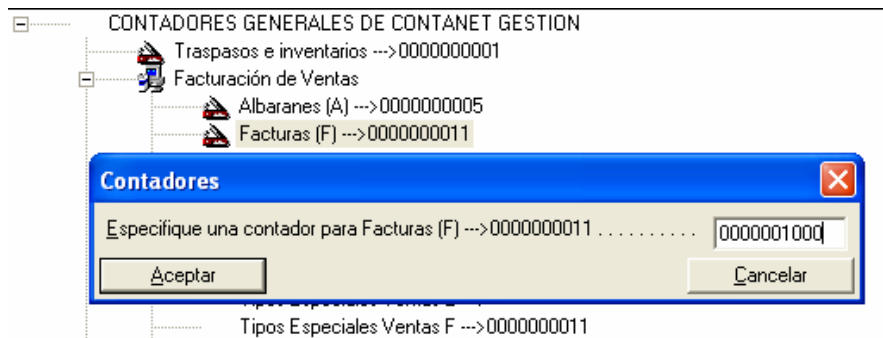 CONTADORES GENERALES DE CONTANET GESTION
Traspasos e inventarios --->0000000001
Facturación de Ventas
Albaranes (A) --->0000000005
Facturas (F) --->0000000011
Contadores
Especifique una contador para Facturas (F) --->0000000011 . . . . . . . . . . 0000001000
Aceptar Cancelar
Tipos Especiales Ventas F --->0000000011